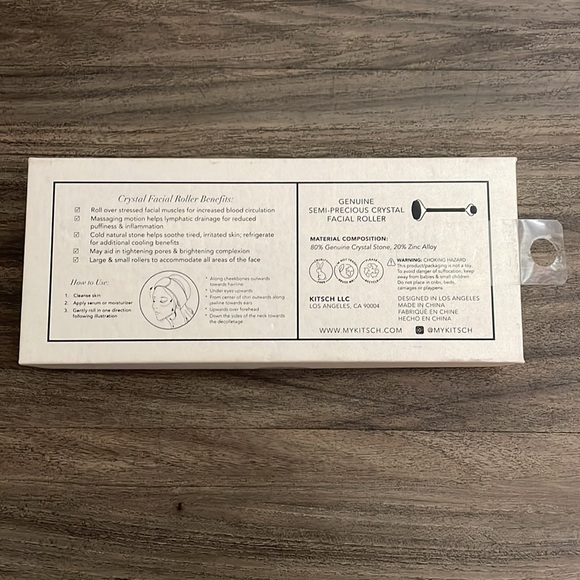 Crystal Facial Roller Benefits:
Roll over stressed facial muscles for increased blood circulation
Massaging motion helps lymphatic drainage for reduced
puffiness & inflammation
Cold natural stone helps soothe tired, irritated skin; refrigerate
for additional cooling benefits
May aid in tightening pores & brightening complexion
Large & small rollers to accommodate all areas of the face
How to Use:
1. Cleanse skin
2. Apply serum or moisturizer
3. Gently roll in one direction
following illustration
* Along cheekbones outwards
towards hairline
* Under eyes upwards
* From center of chin outwards along
jawline towards ears
* Upwards over forehead
* Down the sides of the neck towards
the décolletage
GENUINE
SEMI-PRECIOUS CRYSTAL
FACIAL ROLLER
MATERIAL COMPOSITION:
80% Genuine Crystal Stone, 20% Zinc Alloy
WARNING: CHOKING HAZARD
This product/packaging is not a toy.
To avoid danger of suffocation, keep
away from babies & small children.
Do not place in cribs, beds,
carriages or playpens.
KITSCH LLC
LOS ANGELES, CA 90004
DESIGNED IN LOS ANGELES
MADE IN CHINA
FABRIQUÉ EN CHINE
HECHO EN CHINA
WWW.MYKITSCH.COM
@MYKITSCH